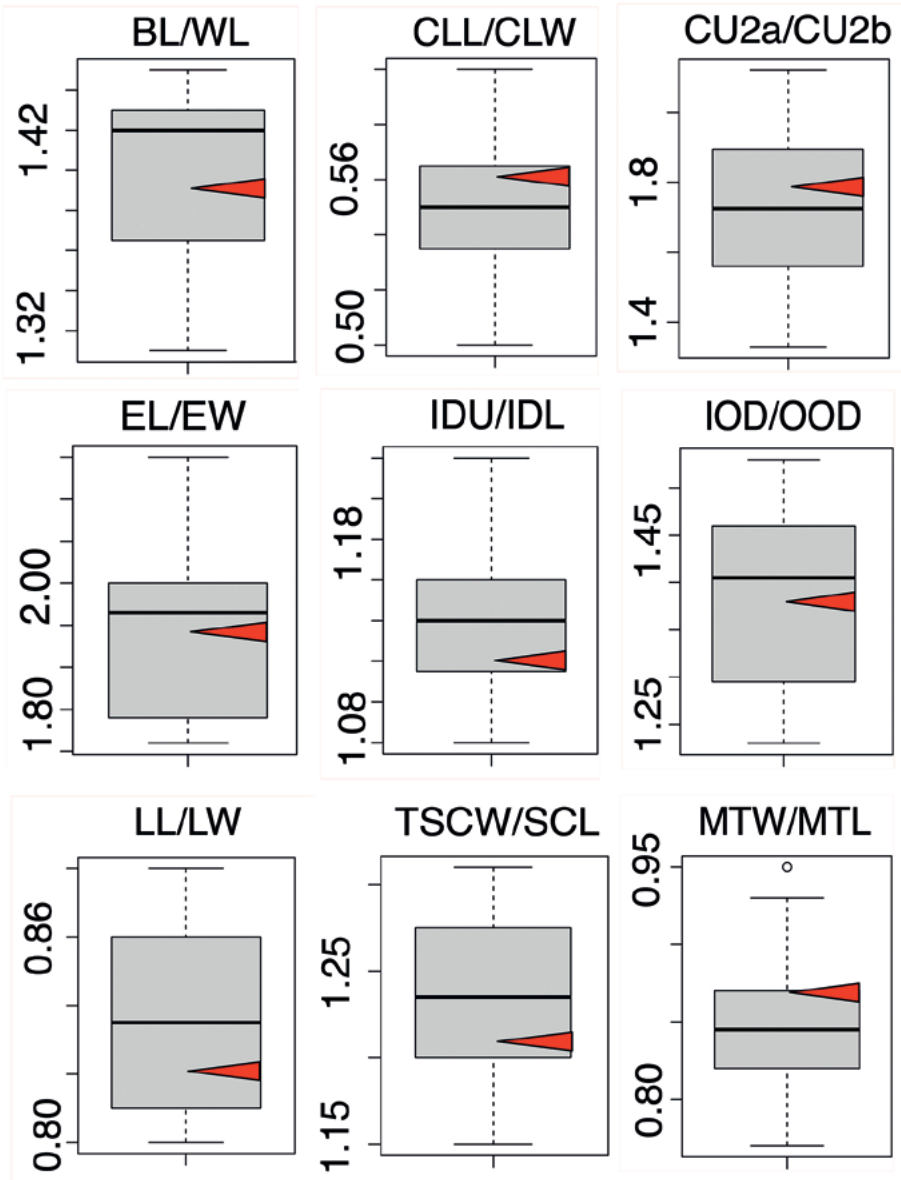 BL/WL
CLL/CLW
CU2a/CU2b
1.42
1.32
0.56
0.50
1.8
1.4
EL/EW
IDU/IDL
IOD/OOD
2.00
1.80
1.18
1.08
1.45
1.25
LL/LW
TSCW/SCL
MTW/MTL
0.86
0.80
1.25
1.15
0.95
0.80